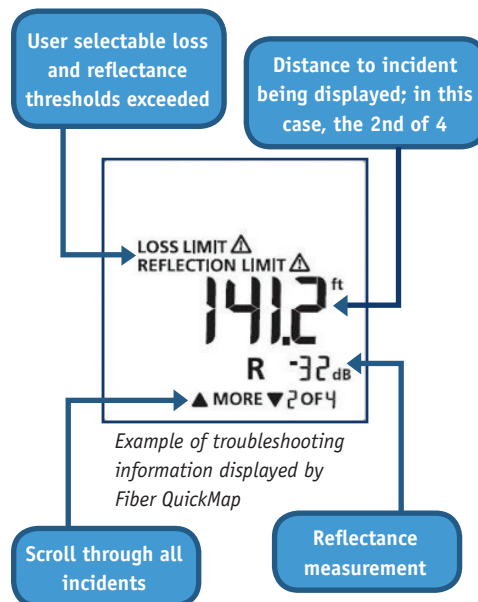 User selectable loss
and reflectance
thresholds exceeded
Distance to incident
being displayed; in this
case, the 2nd of 4
LOSS LIMIT ⚠
REFLECTION LIMIT ⚠
141.2 ft
R -32 dB
▲ MORE ▼ 2 OF 4
Example of troubleshooting
information displayed by
Fiber QuickMap
Scroll through all
incidents
Reflectance
measurement